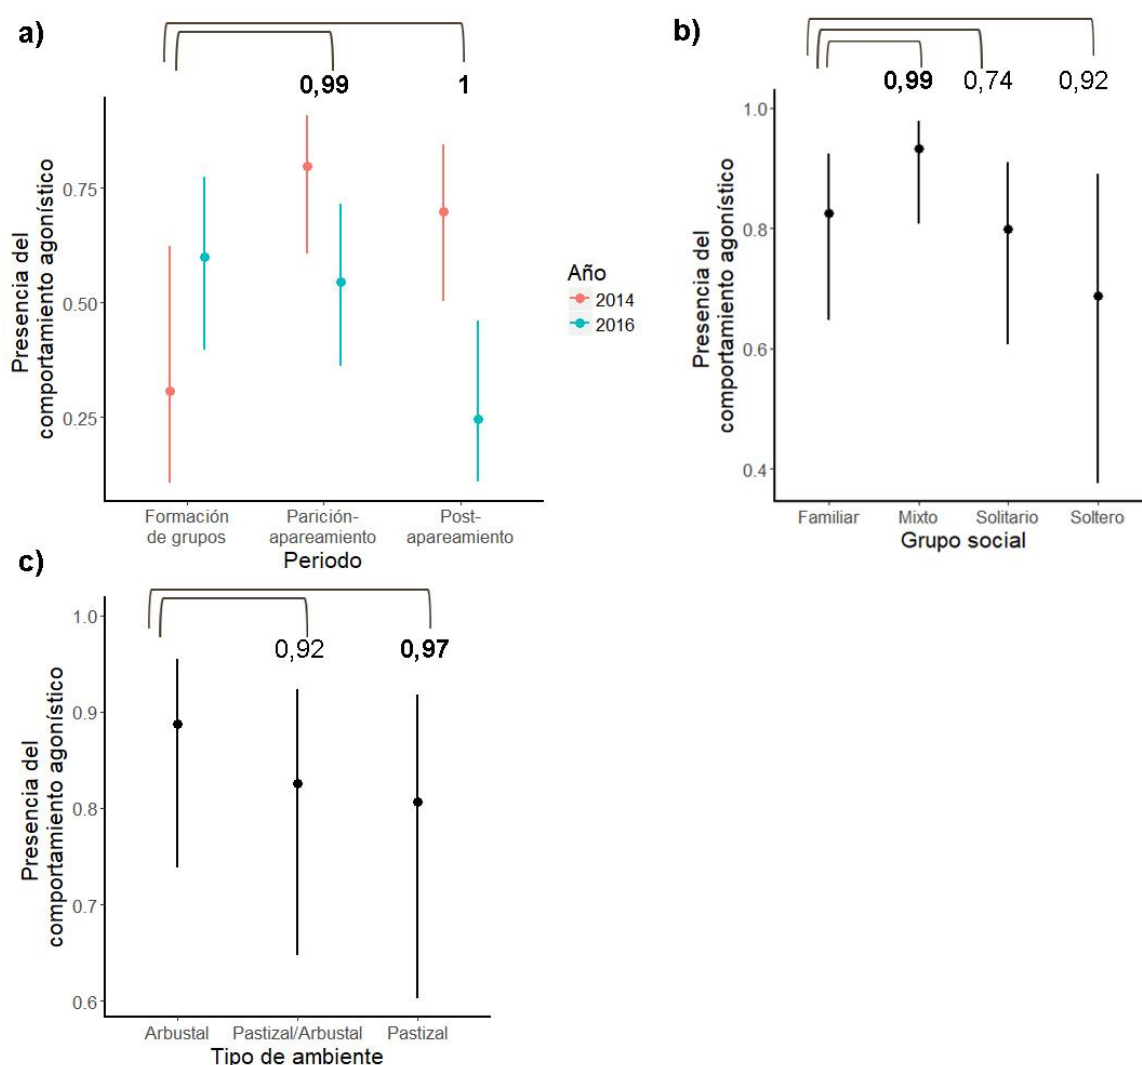 a)
0,99 1
Presencia del
comportamiento agonístico
0.75
0.50
0.25
Formación
de grupos
Parición-
apareamiento
Post-
apareamiento
Periodo
Año
2014
2016
b)
0,99 0,74 0,92
Presencia del
comportamiento agonístico
1.0
0.8
0.6
0.4
Familiar Mixto Solitario Soltero
Grupo social
c)
0,92 0,97
Presencia del
comportamiento agonístico
1.0
0.9
0.8
0.7
0.6
Arbustal Pastizal/Arbustal Pastizal
Tipo de ambiente